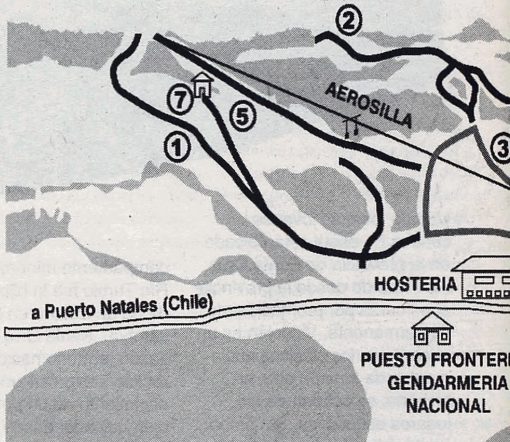 2
AEROSILLA
7
5
3
1
HOSTERIA
a Puerto Natales (Chile)
PUESTO FRONTER
GENDARMERIA
NACIONAL